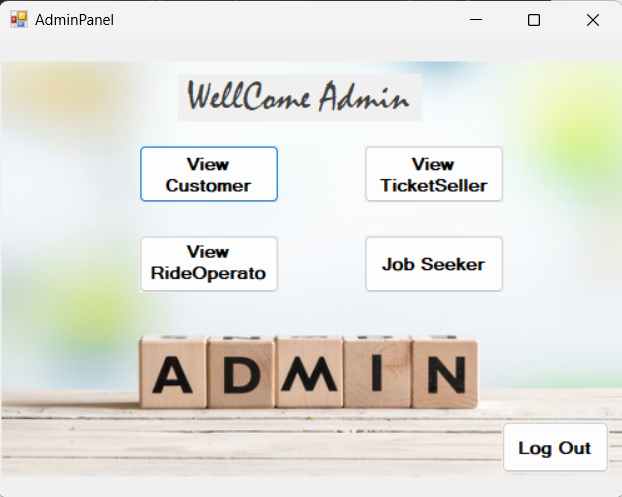 AdminPanel
WellCome Admin
View
Customer
View
TicketSeller
View
RideOperato
Job Seeker
ADMIN
Log Out